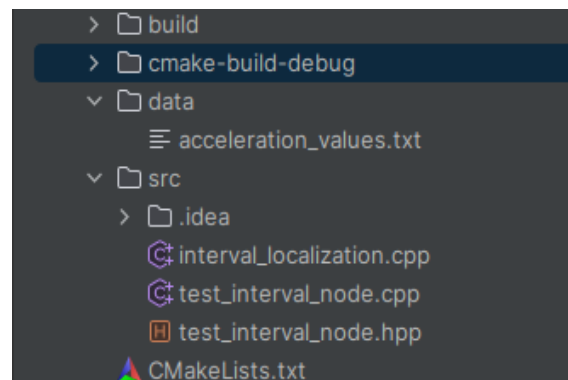 build
cmake-build-debug
data
acceleration_values.txt
src
.idea
interval_localization.cpp
test_interval_node.cpp
test_interval_node.hpp
CMakeLists.txt